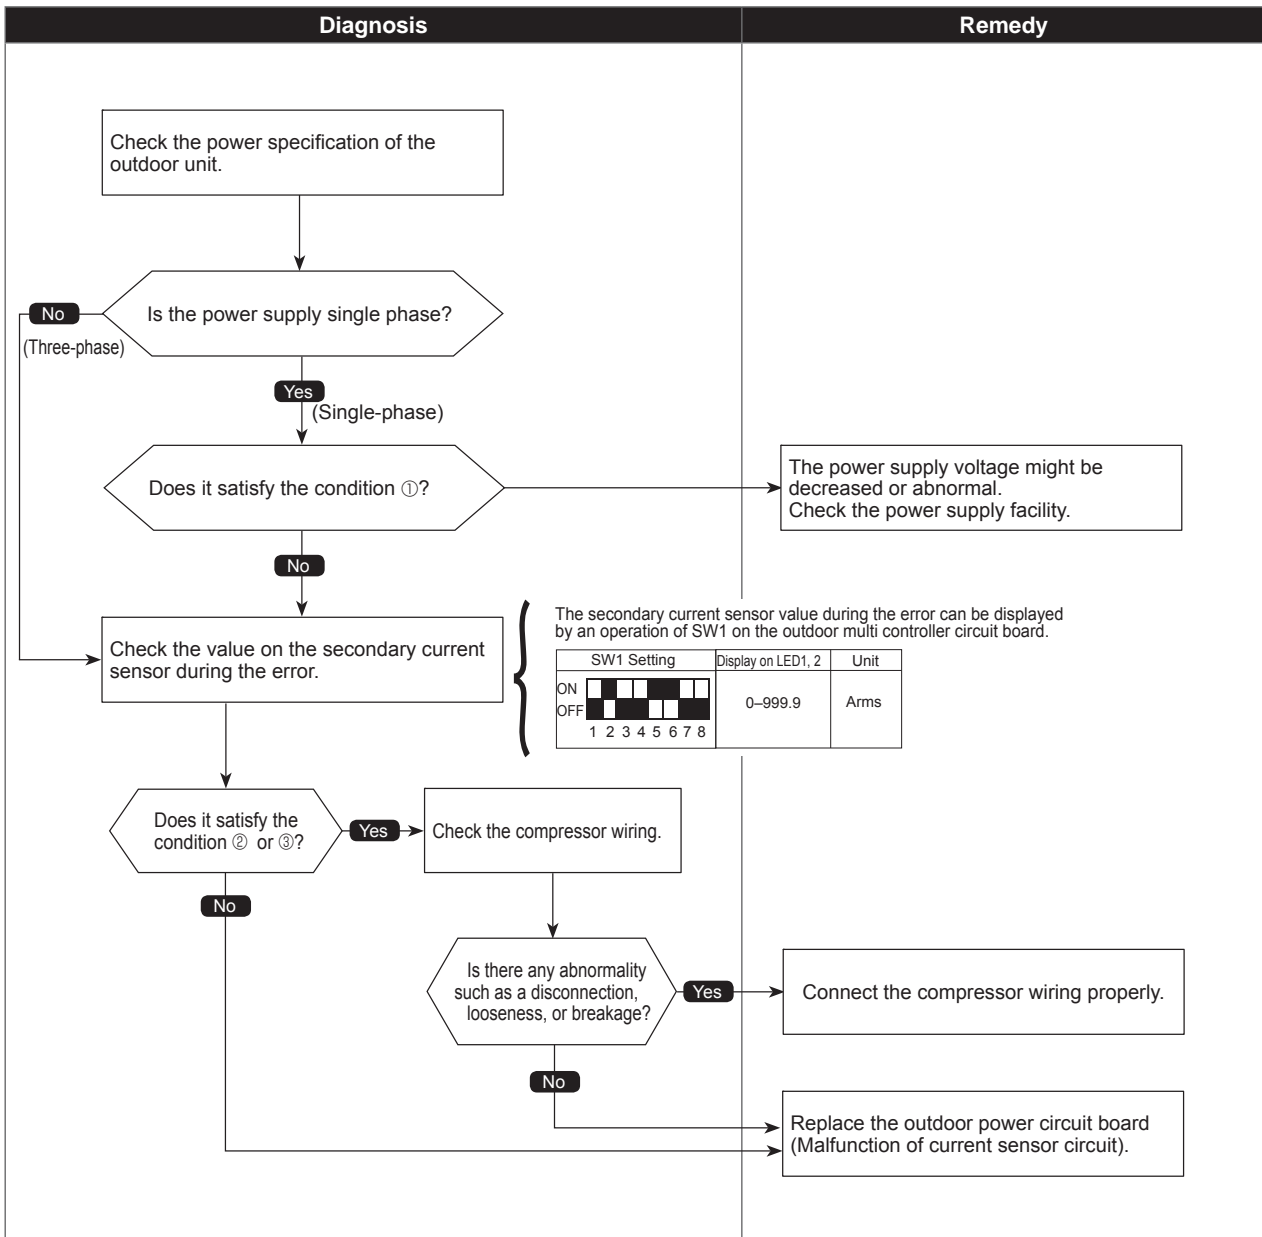 Diagnosis
Remedy
Check the power specification of the
outdoor unit.
Is the power supply single phase?
No
(Three-phase)
Yes
(Single-phase)
Does it satisfy the condition ①?
The power supply voltage might be
decreased or abnormal.
Check the power supply facility.
No
Check the value on the secondary current
sensor during the error.
The secondary current sensor value during the error can be displayed
by an operation of SW1 on the outdoor multi controller circuit board.
SW1 Setting
Display on LED1, 2
Unit
ON
OFF
1 2 3 4 5 6 7 8
0–999.9
Arms
Does it satisfy the
condition ② or ③?
Yes
Check the compressor wiring.
No
Is there any abnormality
such as a disconnection,
looseness, or breakage?
Yes
Connect the compressor wiring properly.
No
Replace the outdoor power circuit board
(Malfunction of current sensor circuit).